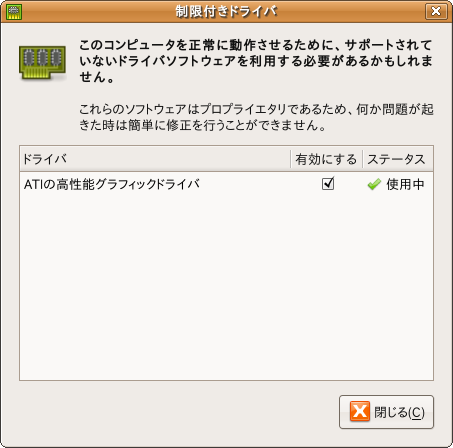 制限付きドライバ
このコンピュータを正常に動作させるために、サポートされて
いないドライバソフトウェアを利用する必要があるかもしれま
せん。
これらのソフトウェアはプロプライエタリであるため、何か問題が起
きた時は簡単に修正を行うことができません。
ドライバ 有効にする ステータス
ATIの高性能グラフィックドライバ 使用中
閉じる(C)